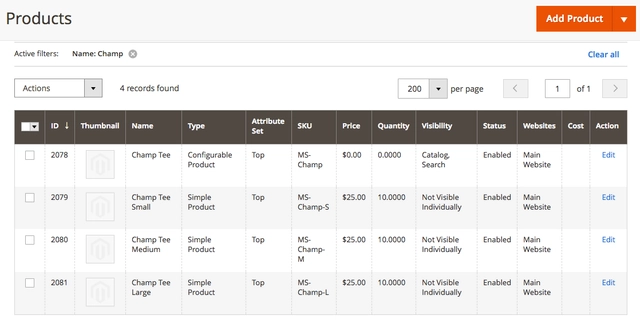 Products
Add Product
Active filters: Name: Champ
Clear all
Actions
4 records found
200 per page
1 of 1
ID ↓ Thumbnail Name Type Attribute Set SKU Price Quantity Visibility Status Websites Cost Action
2078 Champ Tee Configurable Product Top MS-Champ $0.00 0.0000 Catalog, Search Enabled Main Website Edit
2079 Champ Tee Small Simple Product Top MS-Champ-S $25.00 10.0000 Not Visible Individually Enabled Main Website Edit
2080 Champ Tee Medium Simple Product Top MS-Champ-M $25.00 10.0000 Not Visible Individually Enabled Main Website Edit
2081 Champ Tee Large Simple Product Top MS-Champ-L $25.00 10.0000 Not Visible Individually Enabled Main Website Edit